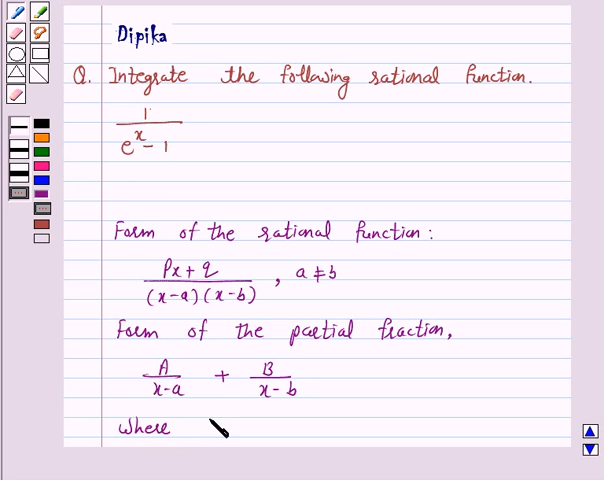 Dipika
Q. Integrate the following rational function.
1
e^x - 1
Form of the rational function:
Px + q
(x-a)(x-b) , a ≠ b
Form of the partial fraction,
A/(x-a) + B/(x-b)
where